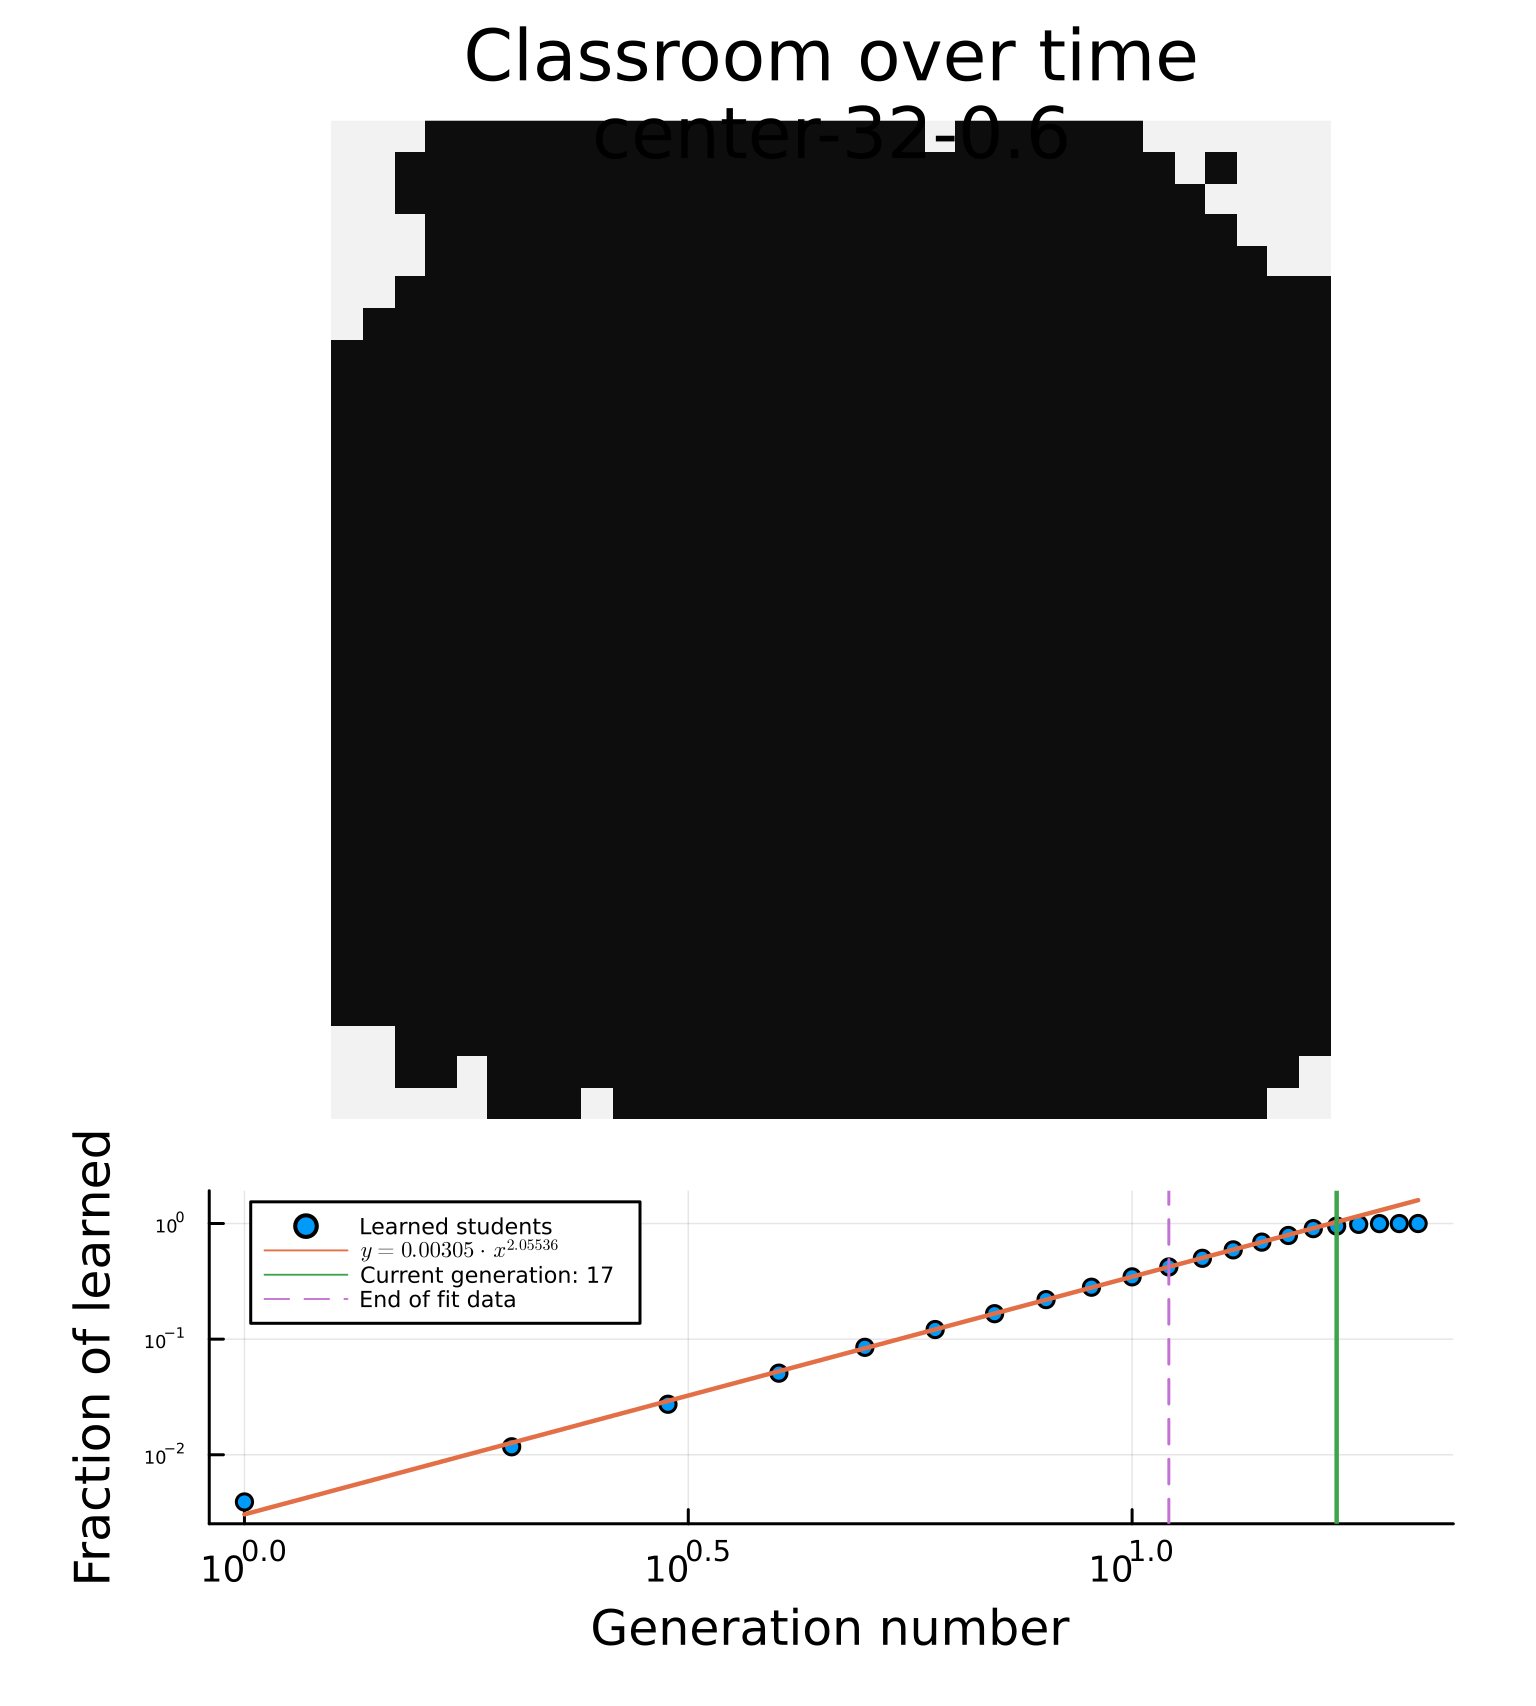 Classroom over time
center-32-0.6
Fraction of learned
10^0
10^−1
10^−2
Learned students
y = 0.00305 · x^2.05536
Current generation: 17
End of fit data
10^0.0
10^0.5
10^1.0
Generation number